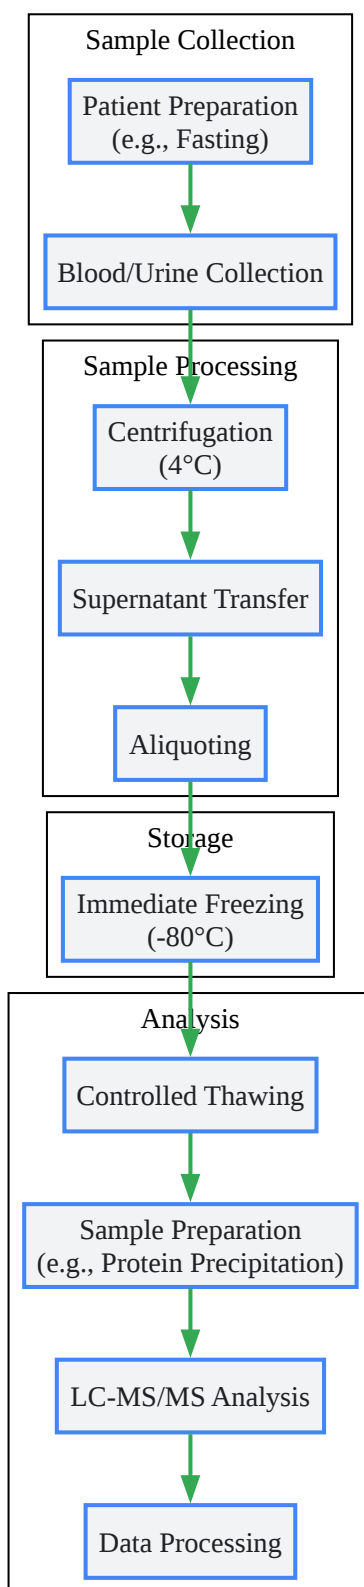 Sample Collection
Patient Preparation
(e.g., Fasting)
Blood/Urine Collection
Sample Processing
Centrifugation
(4°C)
Supernatant Transfer
Aliquoting
Storage
Immediate Freezing
(-80°C)
Analysis
Controlled Thawing
Sample Preparation
(e.g., Protein Precipitation)
LC-MS/MS Analysis
Data Processing